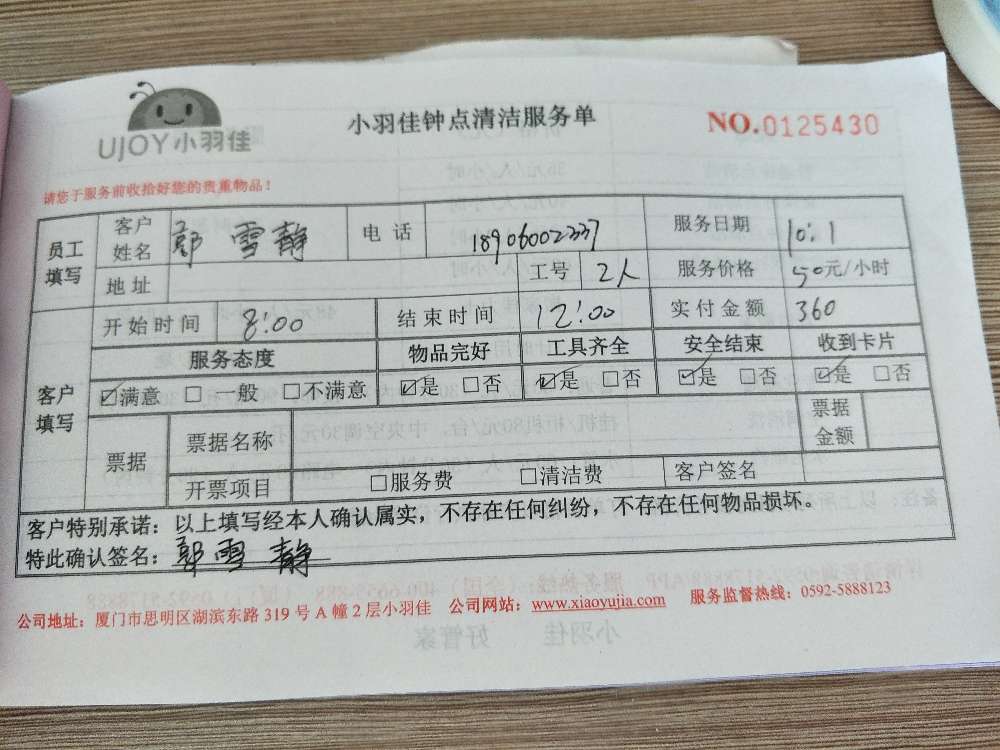 UJOY小羽佳
小羽佳钟点清洁服务单
NO.0125430
请您于服务前收拾好您的贵重物品！
员工填写 客户姓名 郭雪静 电话 18906002337 服务日期 10.1
地址 工号 2人 服务价格 50元/小时
客户填写 开始时间 8:00 结束时间 12:00 实付金额 360
服务态度 物品完好 工具齐全 安全结束 收到卡片
☑满意 □一般 □不满意 ☑是 □否 ☑是 □否 ☑是 □否 ☑是 □否
票据 票据名称 票据金额
开票项目 □服务费 □清洁费 客户签名
客户特别承诺：以上填写经本人确认属实，不存在任何纠纷，不存在任何物品损坏。
特此确认签名：郭雪静
公司地址：厦门市思明区湖滨东路319号A幢2层小羽佳 公司网站：www.xiaoyujia.com 服务监督热线：0592-5888123